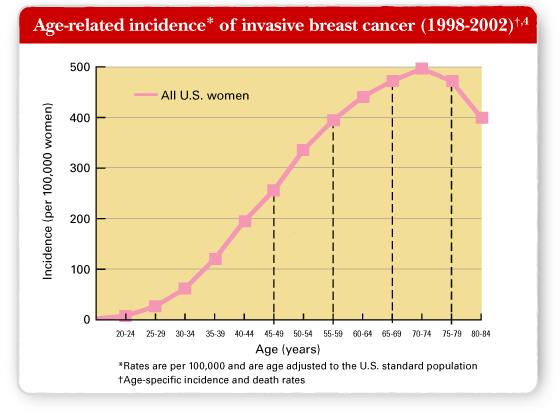 Age-related incidence* of invasive breast cancer (1998-2002)†,4
Incidence (per 100,000 women)
500
400
300
200
100
0
All U.S. women
20-24 25-29 30-34 35-39 40-44 45-49 50-54 55-59 60-64 65-69 70-74 75-79 80-84
Age (years)
*Rates are per 100,000 and are age adjusted to the U.S. standard population
†Age-specific incidence and death rates